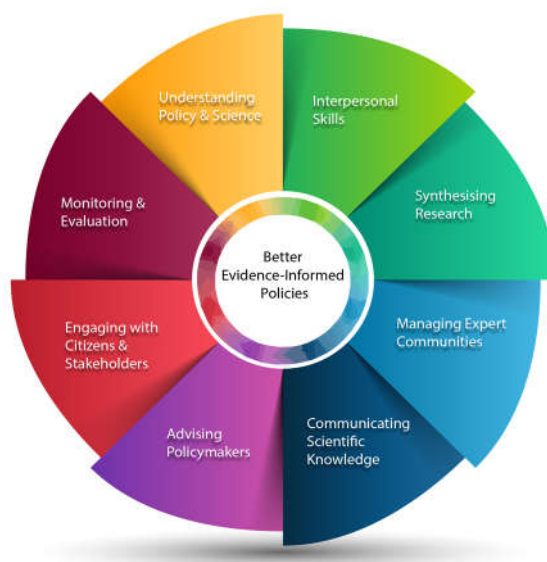 Understanding
Policy & Science
Interpersonal
Skills
Synthesising
Research
Managing Expert
Communities
Communicating
Scientific
Knowledge
Advising
Policymakers
Engaging with
Citizens &
Stakeholders
Monitoring &
Evaluation
Better
Evidence-Informed
Policies